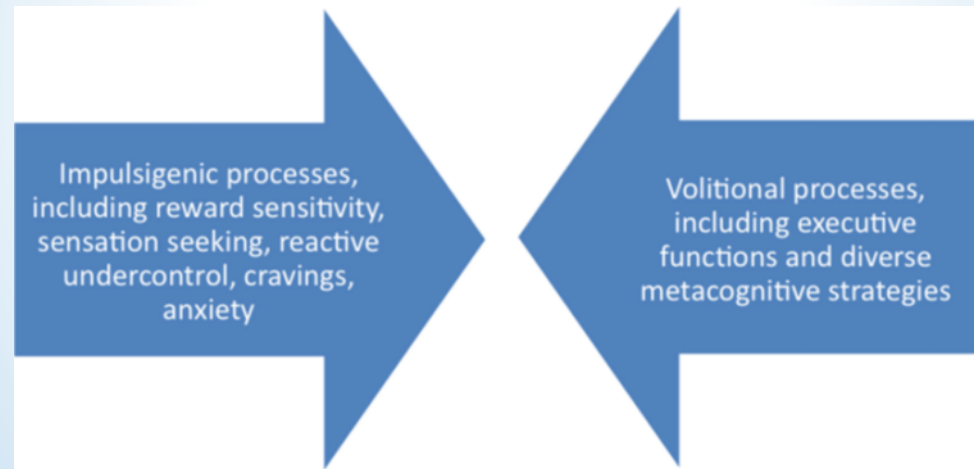 Impulsigenic processes,
including reward sensitivity,
sensation seeking, reactive
undercontrol, cravings,
anxiety
Volitional processes,
including executive
functions and diverse
metacognitive strategies